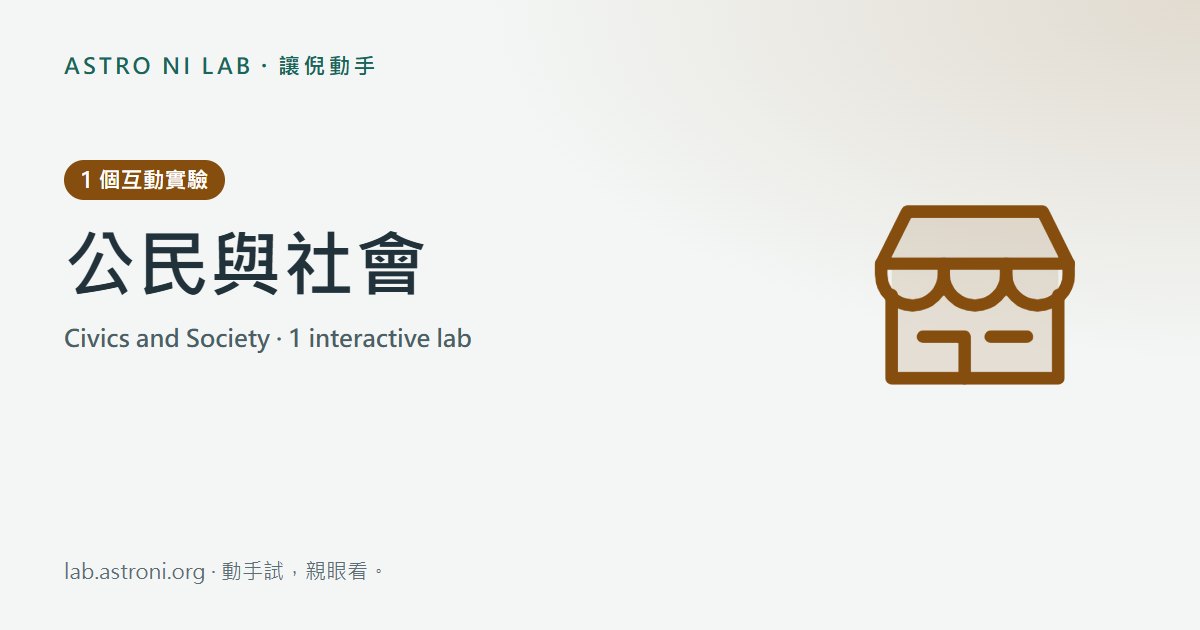 ASTRO NI LAB · 讓倪動手
1 個互動實驗
公民與社會
Civics and Society · 1 interactive lab
lab.astroni.org · 動手試，親眼看。